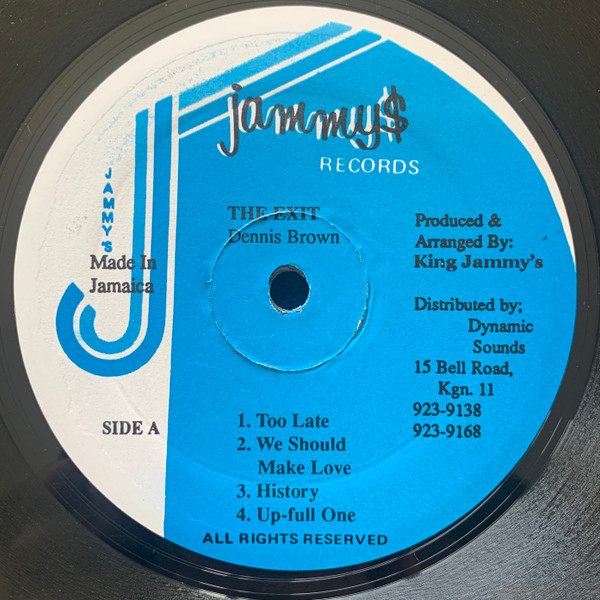 jammy$
RECORDS
JAMMY'S
THE EXIT
Dennis Brown
Made In
Jamaica
Produced &
Arranged By:
King Jammy's
Distributed by;
Dynamic
Sounds
15 Bell Road,
Kgn. 11
923-9138
923-9168
SIDE A
1. Too Late
2. We Should
Make Love
3. History
4. Up-full One
ALL RIGHTS RESERVED